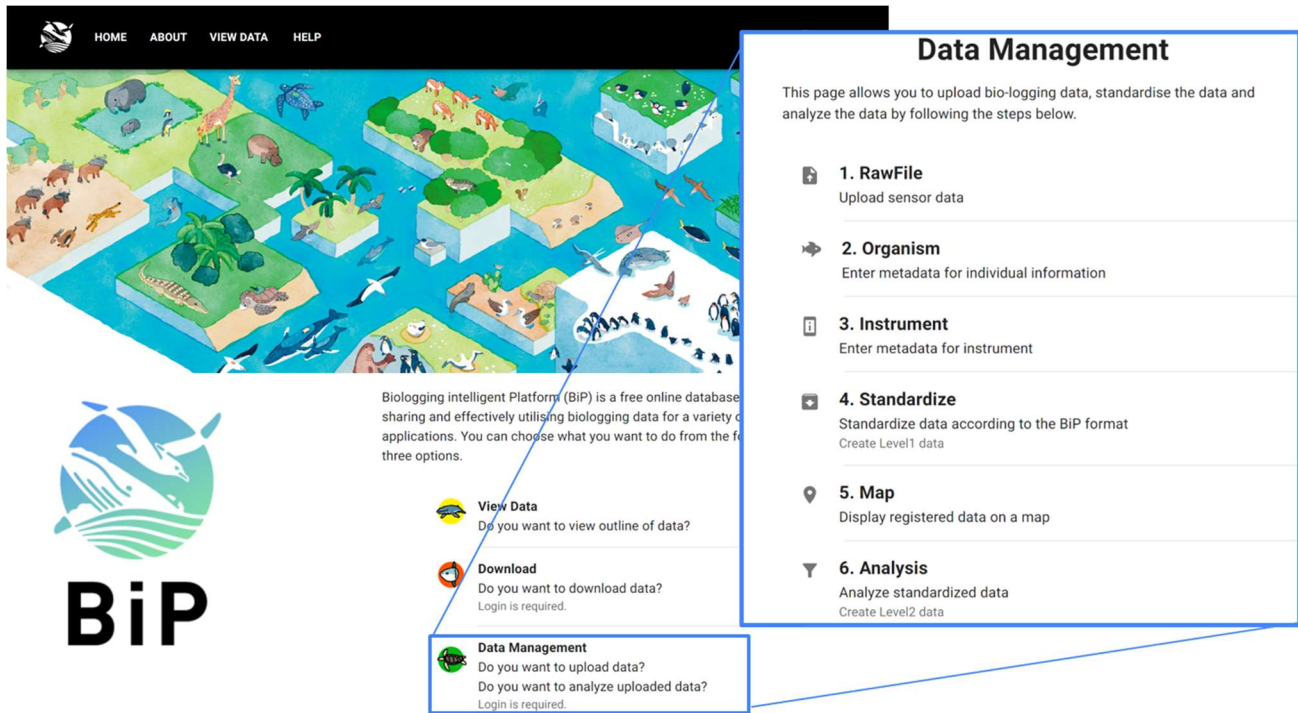 HOME ABOUT VIEW DATA HELP
Biologging intelligent Platform (BiP) is a free online database
sharing and effectively utilising biologging data for a variety
applications. You can choose what you want to do from the
three options.
View Data
Do you want to view outline of data?
Download
Do you want to download data?
Login is required.
Data Management
Do you want to upload data?
Do you want to analyze uploaded data?
Login is required.
BiP
Data Management
This page allows you to upload bio-logging data, standardise the data and
analyze the data by following the steps below.
1. RawFile
Upload sensor data
2. Organism
Enter metadata for individual information
3. Instrument
Enter metadata for instrument
4. Standardize
Standardize data according to the BiP format
Create Level1 data
5. Map
Display registered data on a map
6. Analysis
Analyze standardized data
Create Level2 data